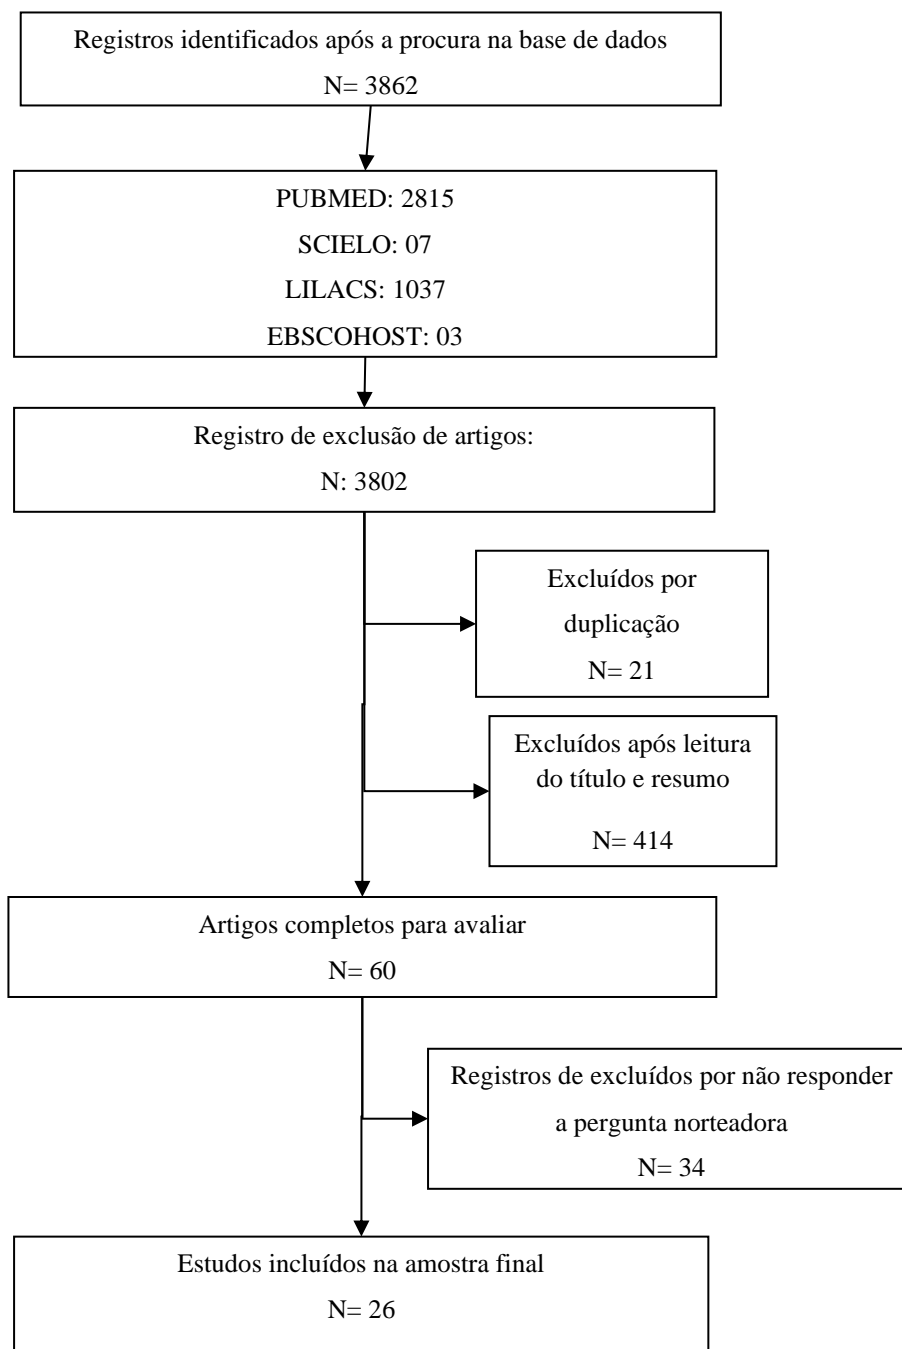 Registros identificados após a procura na base de dados
N= 3862
PUBMED: 2815
SCIELO: 07
LILACS: 1037
EBSCOHOST: 03
Registro de exclusão de artigos:
N: 3802
Excluídos por
duplicação
N= 21
Excluídos após leitura
do título e resumo
N= 414
Artigos completos para avaliar
N= 60
Registros de excluídos por não responder
a pergunta norteadora
N= 34
Estudos incluídos na amostra final
N= 26